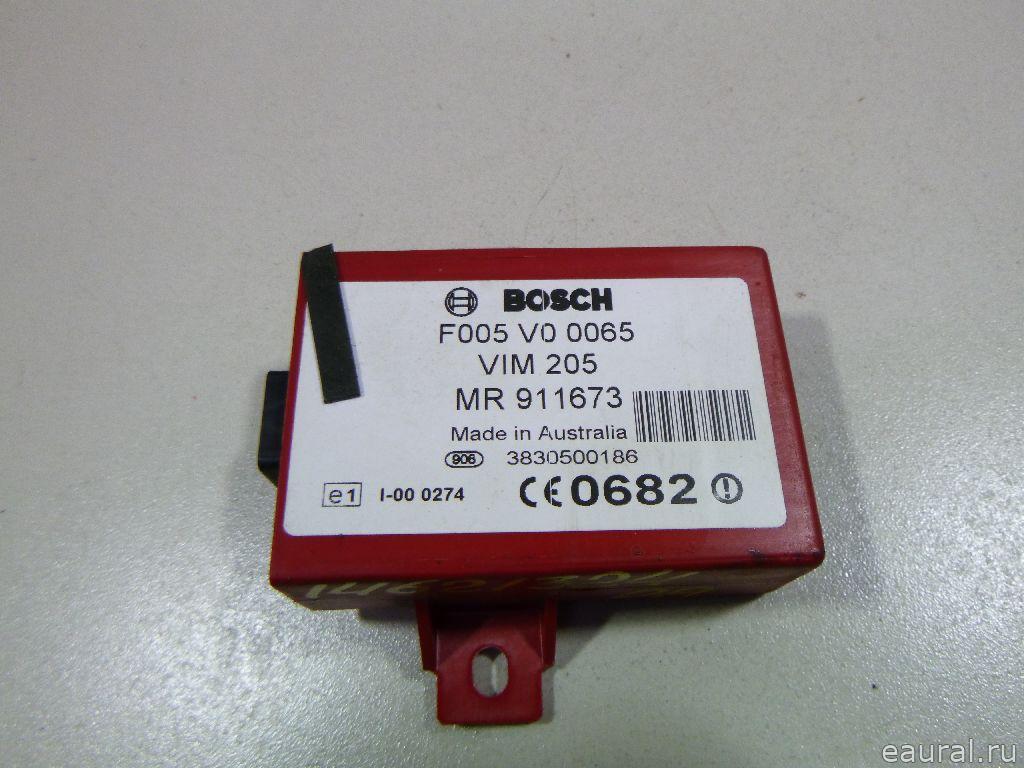 BOSCH
F005 V0 0065
VIM 205
MR 911673
Made in Australia
906 3830500186
e1 I-00 0274 CE0682
eaural.ru